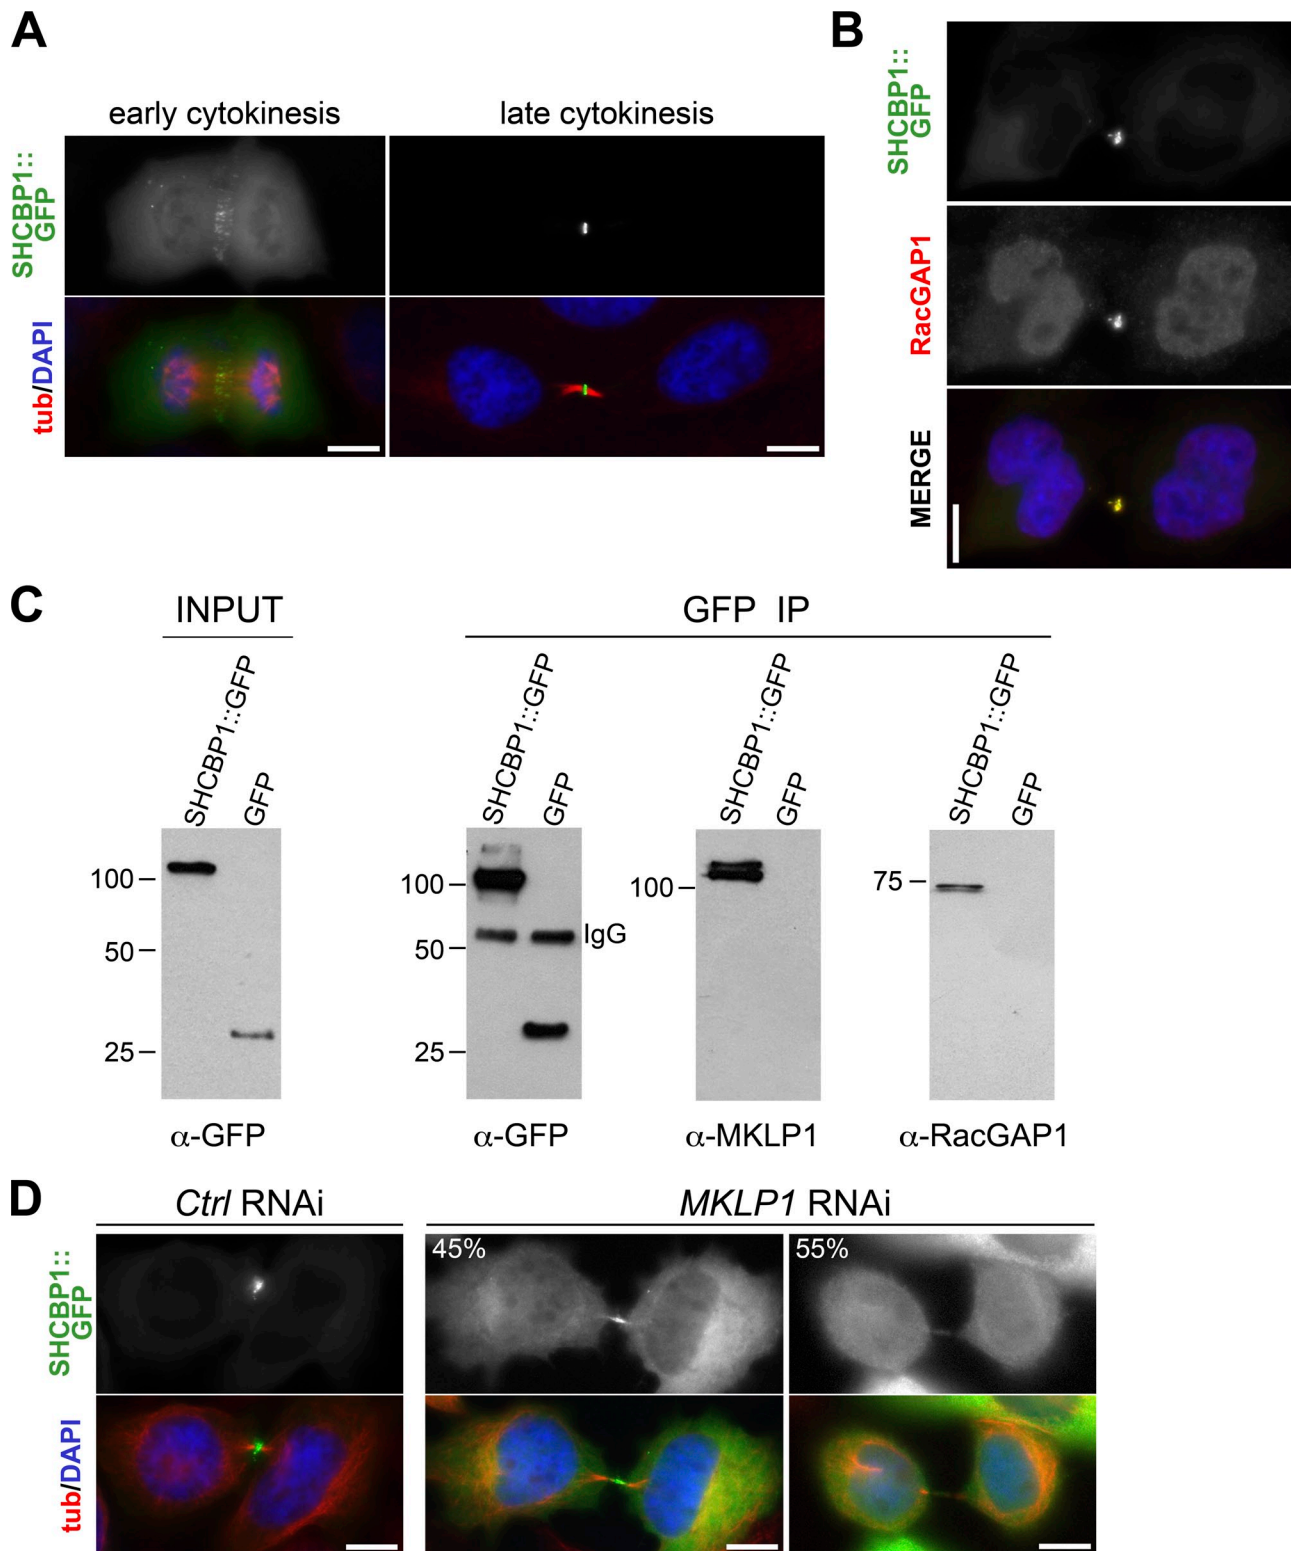 A
early cytokinesis
late cytokinesis
SHCBP1::
GFP
tub/DAPI
B
SHCBP1::
GFP
RacGAP1
MERGE
C
INPUT
GFP IP
SHCBP1::GFP
GFP
SHCBP1::GFP
GFP
SHCBP1::GFP
GFP
SHCBP1::GFP
GFP
100
50
25
100
50
25
IgG
100
75
α-GFP
α-GFP
α-MKLP1
α-RacGAP1
D
Ctrl RNAi
MKLP1 RNAi
SHCBP1::
GFP
45%
55%
tub/DAPI